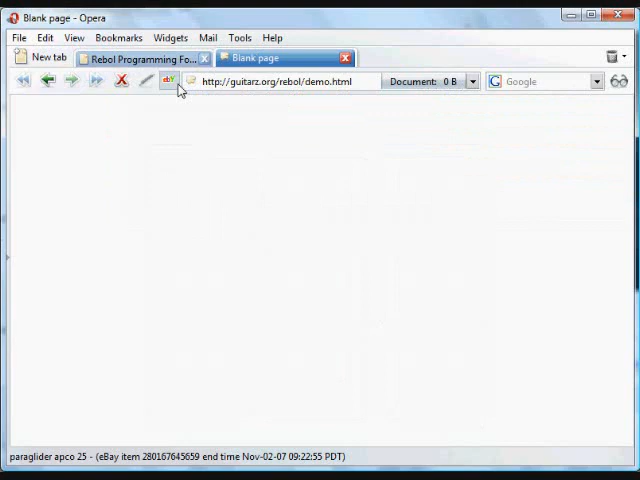 Blank page - Opera
File Edit View Bookmarks Widgets Mail Tools Help
New tab Rebol Programming Fo... Blank page
ebY http://guitarz.org/rebol/demo.html Document: 0 B G Google
paraglider apco 25 - (eBay item 280167645659 end time Nov-02-07 09:22:55 PDT)